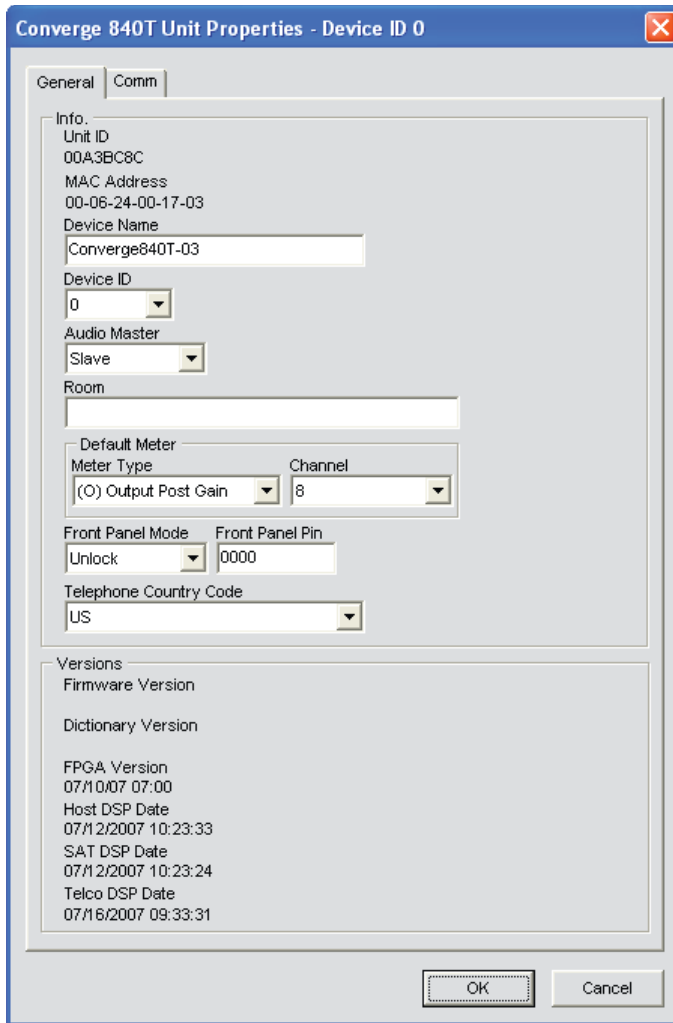 Converge 840T Unit Properties - Device ID 0
General Comm
Info.
Unit ID
00A3BC8C
MAC Address
00-06-24-00-17-03
Device Name
Converge840T-03
Device ID
0
Audio Master
Slave
Room
Default Meter
Meter Type Channel
(O) Output Post Gain 8
Front Panel Mode Front Panel Pin
Unlock 0000
Telephone Country Code
US
Versions
Firmware Version
Dictionary Version
FPGA Version
07/10/07 07:00
Host DSP Date
07/12/2007 10:23:33
SAT DSP Date
07/12/2007 10:23:24
Telco DSP Date
07/16/2007 09:33:31
OK Cancel